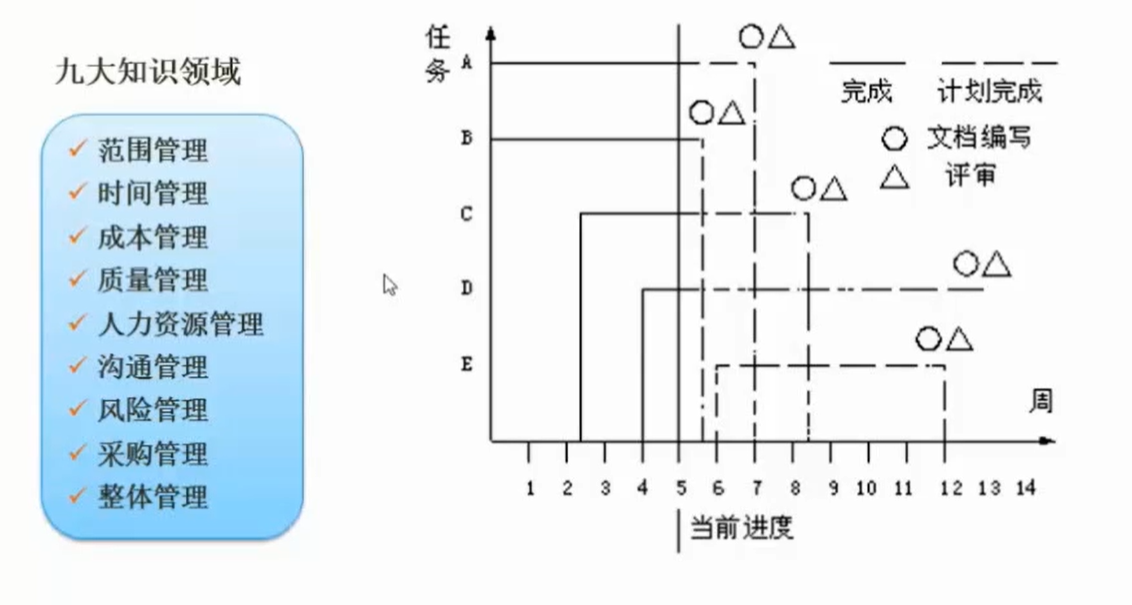 九大知识领域
范围管理
时间管理
成本管理
质量管理
人力资源管理
沟通管理
风险管理
采购管理
整体管理
任务
A
B
C
D
E
完成 计划完成
文档编写
评审
周
1 2 3 4 5 6 7 8 9 10 11 12 13 14
当前进度